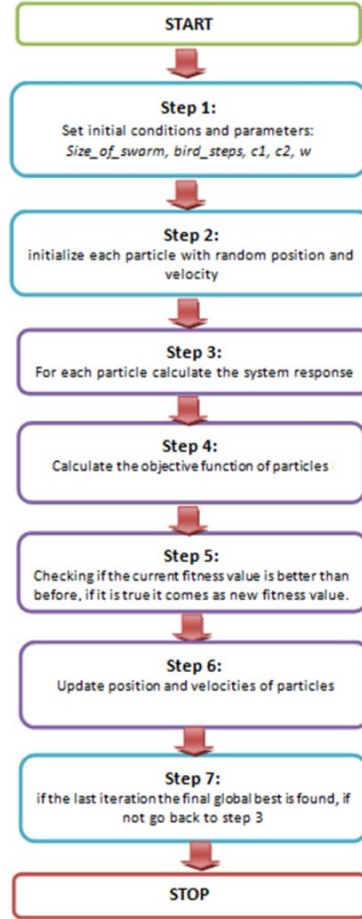 START
Step 1:
Set initial conditions and parameters:
Size_of_swarm, bird_steps, c1, c2, w
Step 2:
initialize each particle with random position and
velocity
Step 3:
For each particle calculate the system response
Step 4:
Calculate the objective function of particles
Step 5:
Checking if the current fitness value is better than
before, if it is true it comes as new fitness value.
Step 6:
Update position and velocities of particles
Step 7:
if the last iteration the final global best is found, if
not go back to step 3
STOP